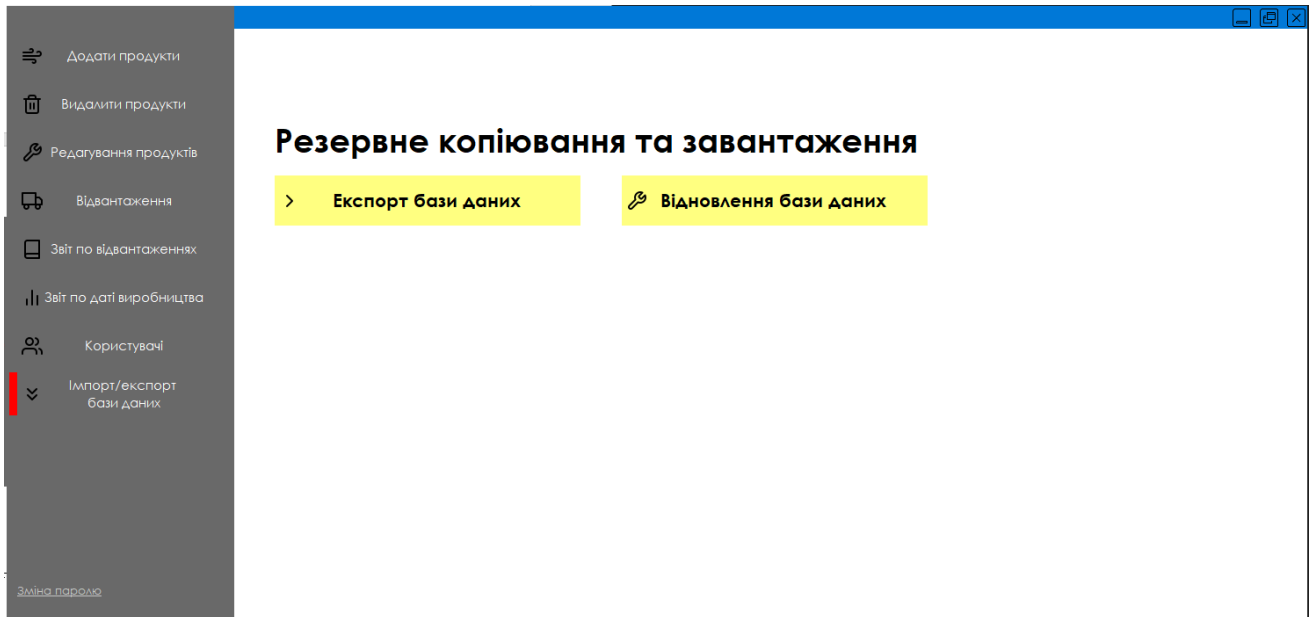 Додати продукти
Видалити продукти
Редагування продуктів
Відвантаження
Звіт по відвантаженнях
Звіт по даті виробництва
Користувачі
Імпорт/експорт
бази даних
Зміна паролю
Резервне копіювання та завантаження
Експорт бази даних
Відновлення бази даних